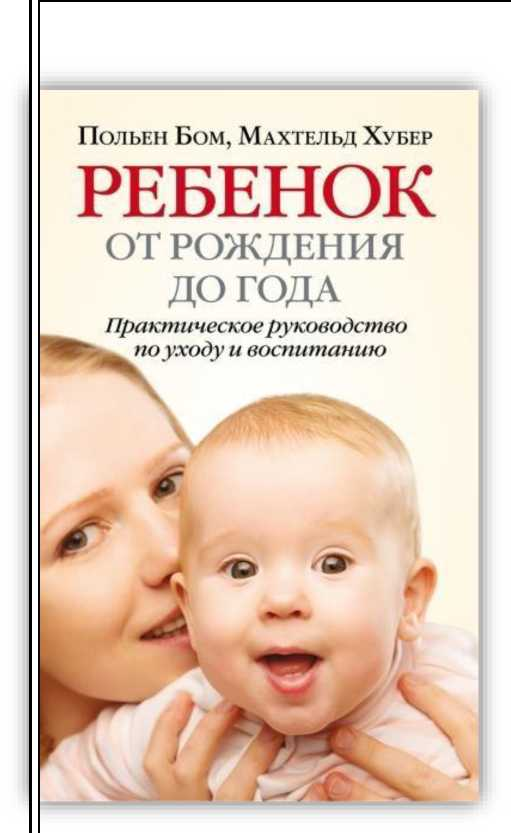 Польен Бом, Махтельд Хубер
РЕБЕНОК
ОТ РОЖДЕНИЯ
ДО ГОДА
Практическое руководство
по уходу и воспитанию